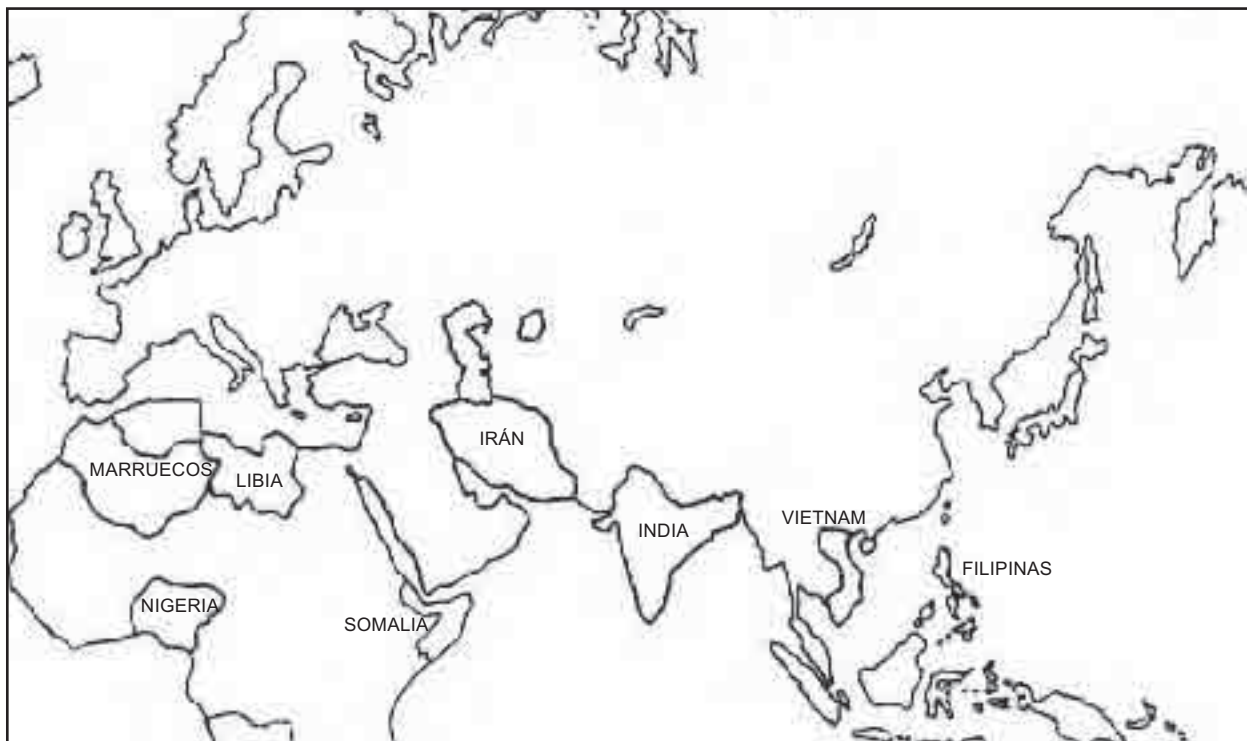 IRÁN
MARRUECOS
LIBIA
VIETNAM
INDIA
FILIPINAS
NIGERIA
SOMALIA